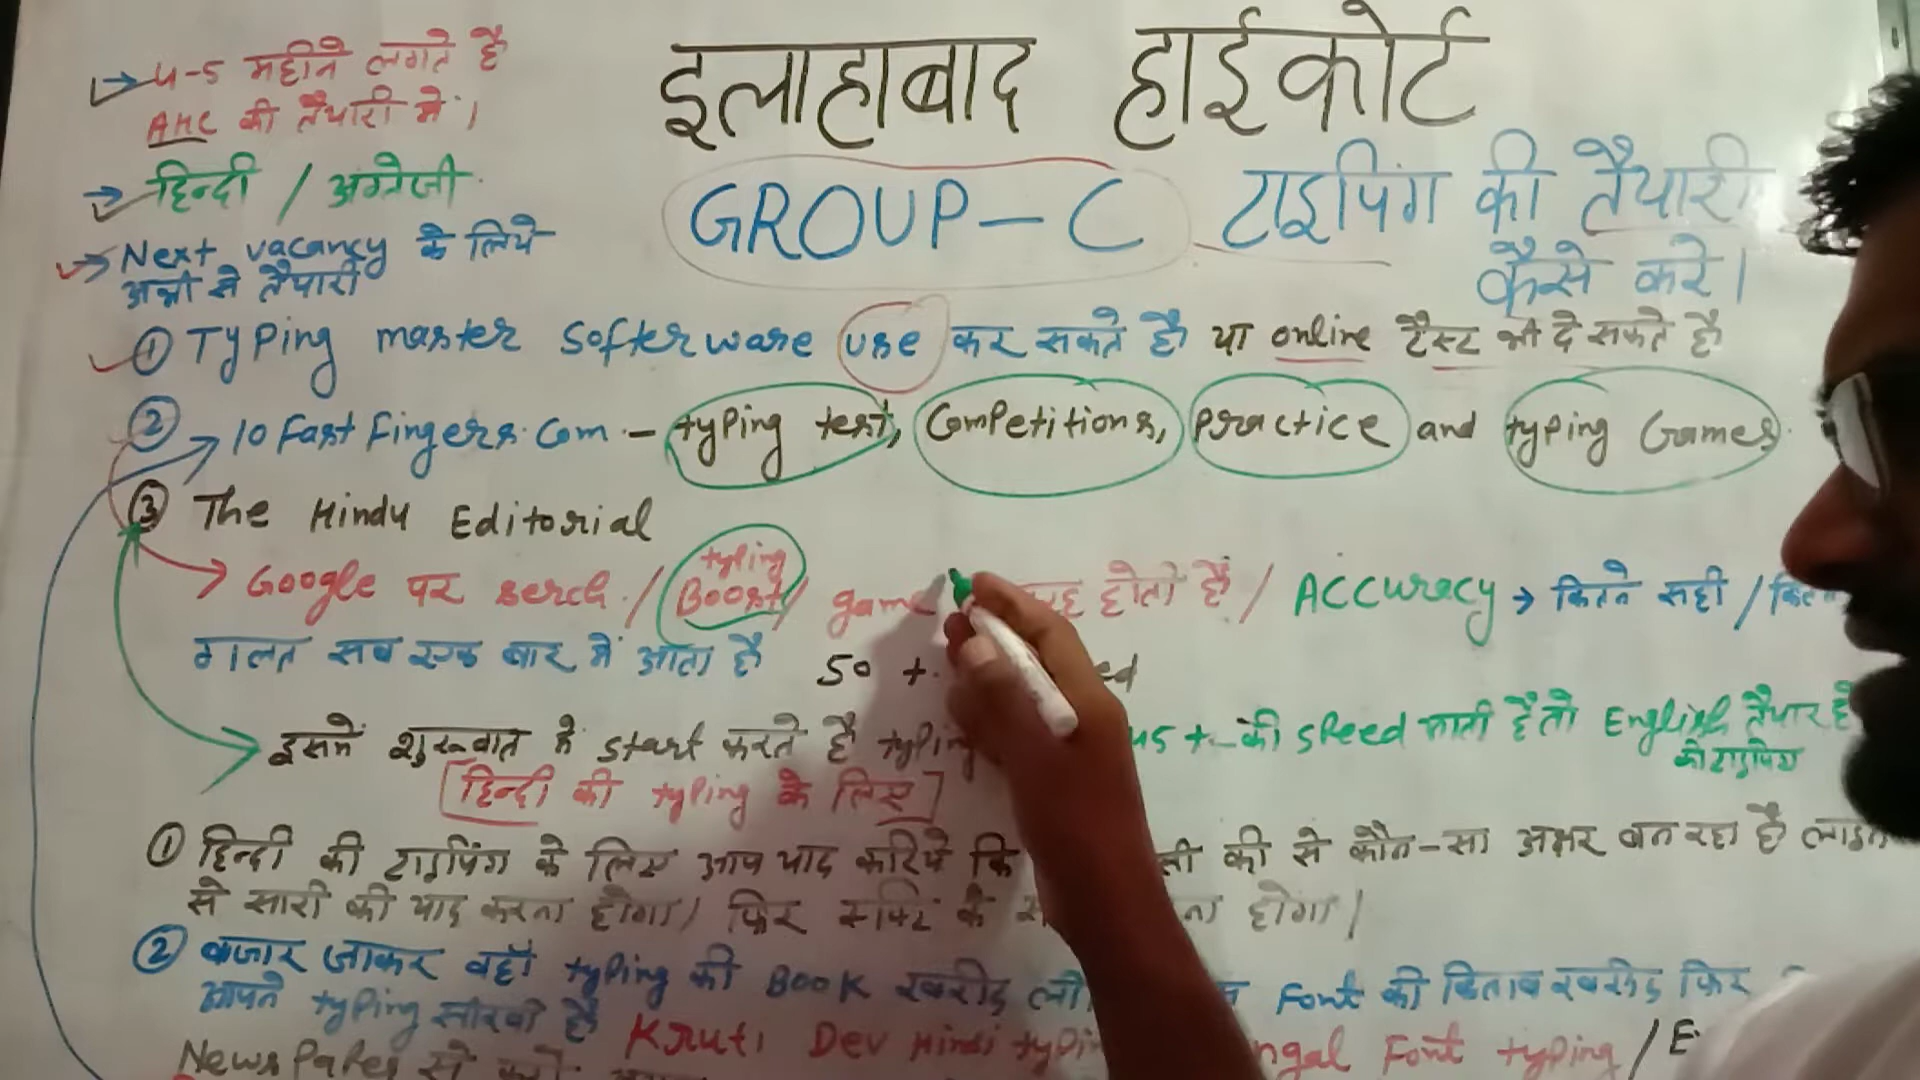 ४-5 महीने लगते है
AHC की तैयारी में।
हिन्दी / अंग्रेजी
Next vacancy के लिये
अभी से तैयारी
इलाहाबाद हाईकोर्ट
GROUP-C टाइपिंग की तैयारी
कैसे करे।
① Typing master Softerware use कर सकते है या online टैस्ट भी दे सकते है
② 10 Fast Fingers.Com - typing test, Competitions, Practice and typing Games.
③ The Hindu Editorial
Google पर serch / typing Boost / game होता है / ACCuracy → कितने सही /
गलत सब एक बार में आता है 50 +
इसमें शुरूवात में start करते है typing 45 + की speed आती है तो English तैयार है
की टाइपिंग
[हिन्दी की typing के लिए]
① हिन्दी की टाइपिंग के लिए आप याद करिये कि की से कौन-सा अक्षर बन रहा है
से सारी की याद करना होगा। फिर के होगा।
② बाजार जाकर वहाँ typing की Book खरीद Font की किताब खरीद फिर
आपने typing सीखी है Kruti Dev Hindi Font typing /
News Paper से